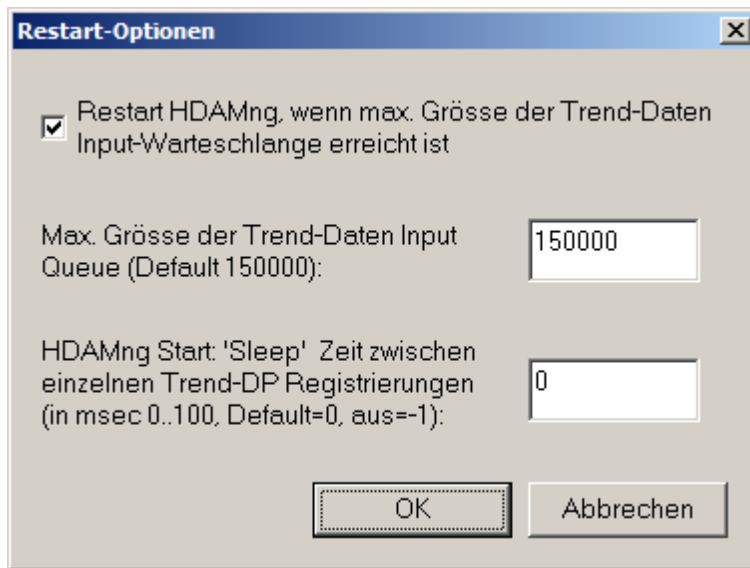 Restart-Optionen
Restart HDAMng, wenn max. Grösse der Trend-Daten
Input-Warteschlange erreicht ist
Max. Grösse der Trend-Daten Input
Queue (Default 150000):
150000
HDAMng Start: 'Sleep' Zeit zwischen
einzelnen Trend-DP Registrierungen
(in msec 0..100, Default=0, aus=-1):
0
OK
Abbrechen